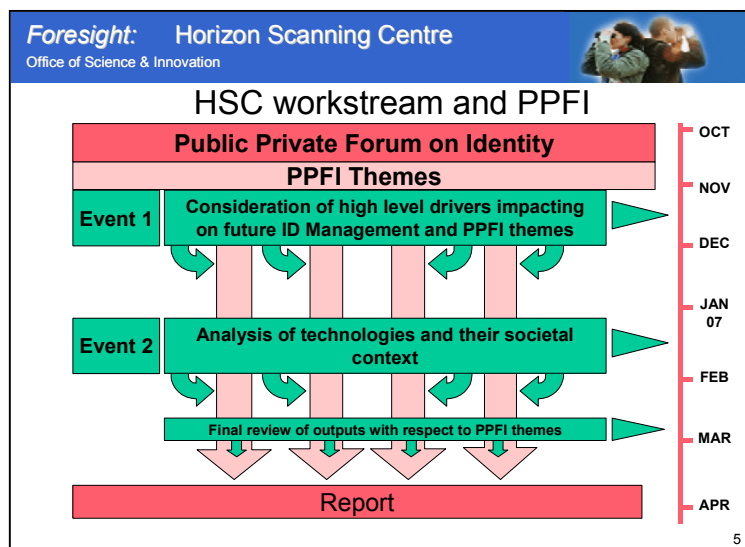 Foresight: Horizon Scanning Centre
Office of Science & Innovation
HSC workstream and PPFI
Public Private Forum on Identity
PPFI Themes
Event 1
Consideration of high level drivers impacting
on future ID Management and PPFI themes
Event 2
Analysis of technologies and their societal
context
Final review of outputs with respect to PPFI themes
Report
OCT
NOV
DEC
JAN
07
FEB
MAR
APR
5